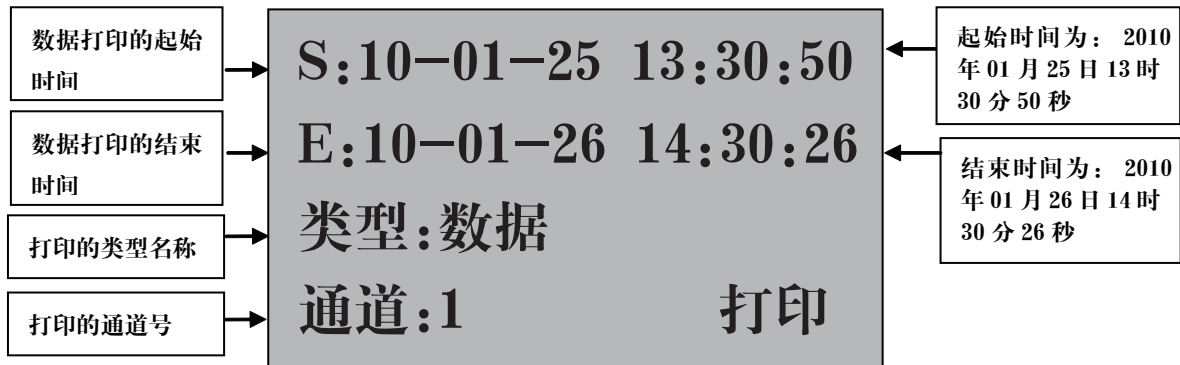 数据打印的起始
时间
S:10-01-25 13:30:50
起始时间为： 2010
年 01 月 25 日 13 时
30 分 50 秒
数据打印的结束
时间
E:10-01-26 14:30:26
结束时间为： 2010
年 01 月 26 日 14 时
30 分 26 秒
打印的类型名称
类型:数据
打印的通道号
通道:1 打印